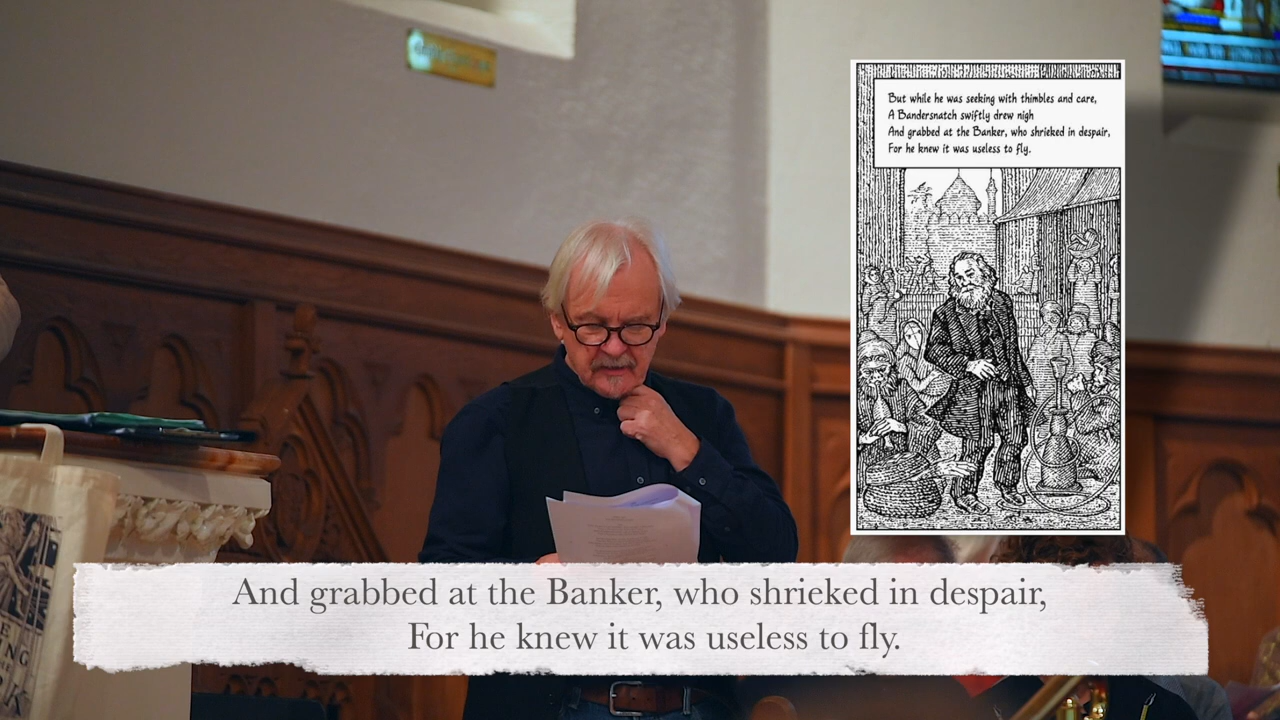 But while he was seeking with thimbles and care,
A Bandersnatch swiftly drew nigh
And grabbed at the Banker, who shrieked in despair,
For he knew it was useless to fly.
And grabbed at the Banker, who shrieked in despair,
For he knew it was useless to fly.